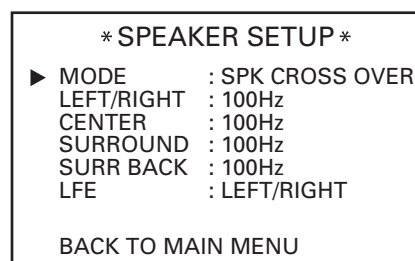 * SPEAKER SETUP *
▶ MODE : SPK CROSS OVER
LEFT/RIGHT : 100Hz
CENTER : 100Hz
SURROUND : 100Hz
SURR BACK : 100Hz
LFE : LEFT/RIGHT
BACK TO MAIN MENU